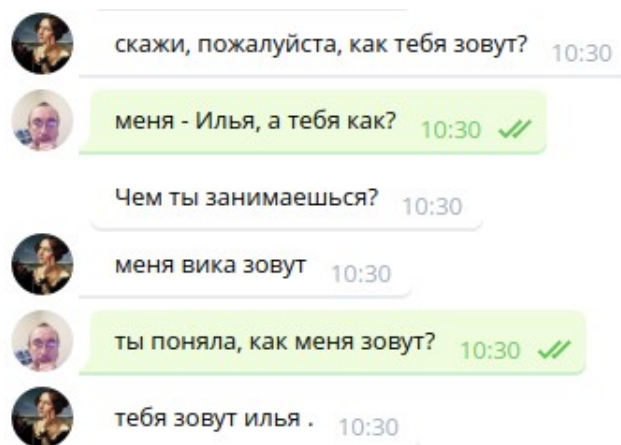 скажи, пожалуйста, как тебя зовут? 10:30
меня - Илья, а тебя как? 10:30
Чем ты занимаешься? 10:30
меня вика зовут 10:30
ты поняла, как меня зовут? 10:30
тебя зовут илья . 10:30